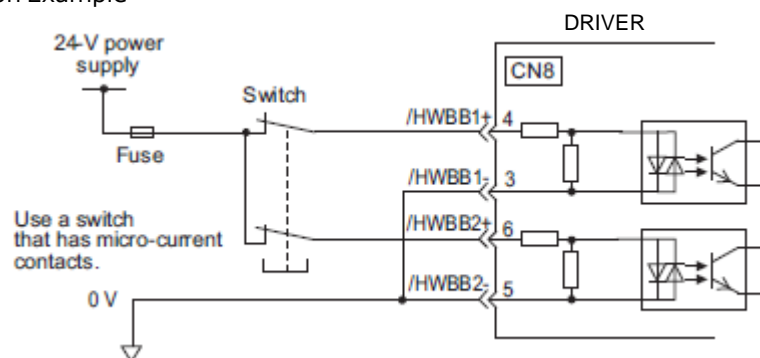 on Example
DRIVER
24-V power
supply
CN8
Switch
/HWBB1+ 4
Fuse
/HWBB1- 3
Use a switch
that has micro-current
contacts.
/HWBB2+ 6
/HWBB2- 5
0 V